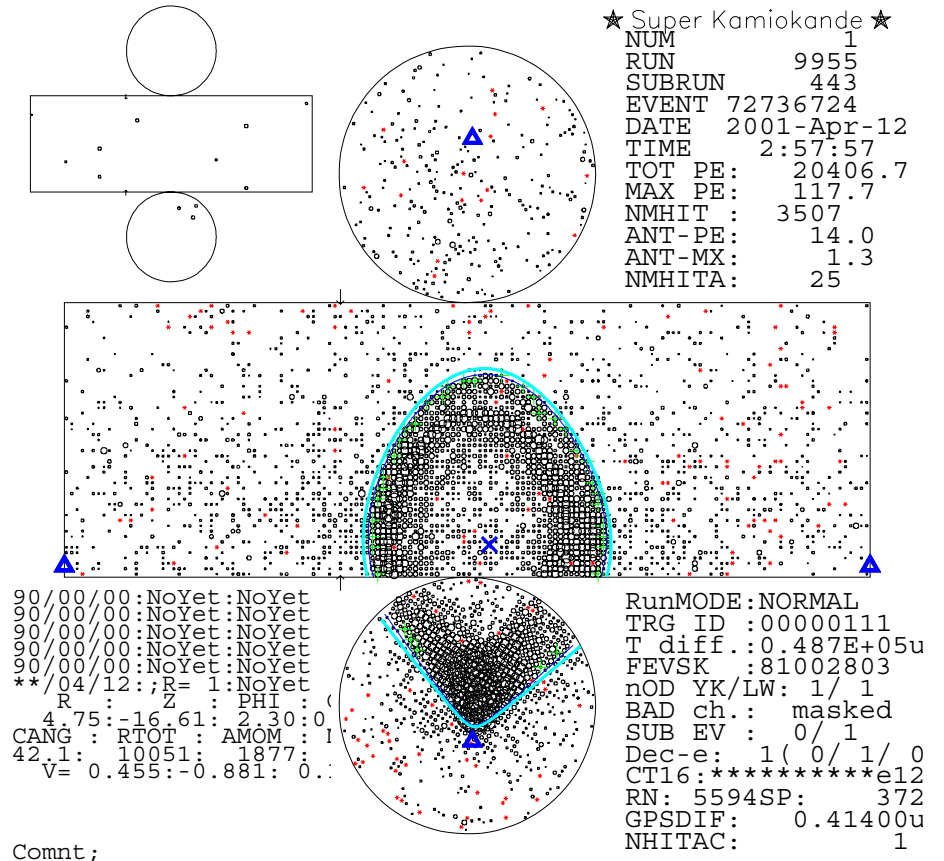 ★ Super Kamiokande ★
NUM 1
RUN 9955
SUBRUN 443
EVENT 72736724
DATE 2001-Apr-12
TIME 2:57:57
TOT PE: 20406.7
MAX PE: 117.7
NMHIT : 3507
ANT-PE: 14.0
ANT-MX: 1.3
NMHITA: 25
90/00/00:NoYet:NoYet
90/00/00:NoYet:NoYet
90/00/00:NoYet:NoYet
90/00/00:NoYet:NoYet
90/00/00:NoYet:NoYet
**/04/12:;R= 1:NoYet
R : Z : PHI :
4.75:-16.61: 2.30:0
CANG : RTOT : AMOM :
42.1: 10051: 1877:
V= 0.455:-0.881: 0.
Comnt;
RunMODE:NORMAL
TRG ID :00000111
T diff.:0.487E+05u
FEVSK :81002803
nOD YK/LW: 1/ 1
BAD ch.: masked
SUB EV : 0/ 1
Dec-e: 1( 0/ 1/ 0
CT16:**********e12
RN: 5594SP: 372
GPSDIF: 0.41400u
NHITAC: 1